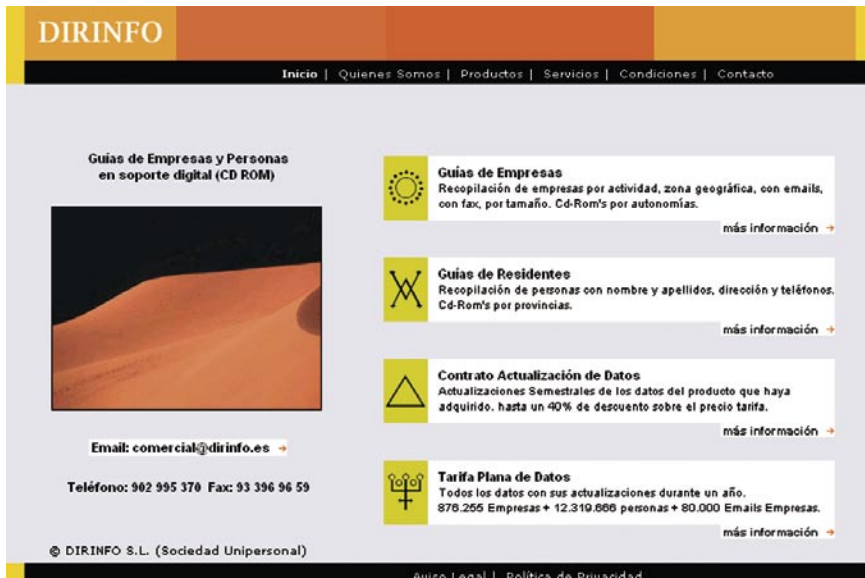 DIRINFO
Inicio | Quienes Somos | Productos | Servicios | Condiciones | Contacto
Guías de Empresas y Personas
en soporte digital (CD ROM)
Email: comercial@dirinfo.es
Teléfono: 902 995 370 Fax: 93 396 96 59
© DIRINFO S.L. (Sociedad Unipersonal)
Guías de Empresas
Recopilación de empresas por actividad, zona geográfica, con emails,
con fax, por tamaño. Cd-Rom's por autonomías.
más información
Guías de Residentes
Recopilación de personas con nombre y apellidos, dirección y teléfonos.
Cd-Rom's por provincias.
más información
Contrato Actualización de Datos
Actualizaciones Semestrales de los datos del producto que haya
adquirido, hasta un 40% de descuento sobre el precio tarifa.
más información
Tarifa Plana de Datos
Todos los datos con sus actualizaciones durante un año.
876.255 Empresas + 12.319.666 personas + 80.000 Emails Empresas.
más información
Aviso Legal | Política de Privacidad